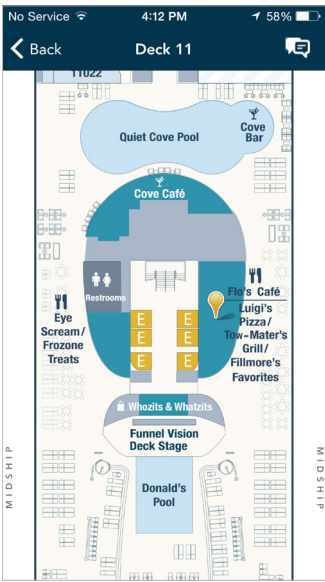 No Service 4:12 PM 58%
Back Deck 11
11022
Quiet Cove Pool
Cove
Bar
Cove Café
Restrooms
Eye
Scream/
Frozone
Treats
Flo's Café
Luigi's
Pizza/
Tow-Mater's
Grill/
Fillmore's
Favorites
E E
E E
E E
Whozits & Whatzits
Funnel Vision
Deck Stage
Donald's
Pool
MIDSHIP
MIDSHIP